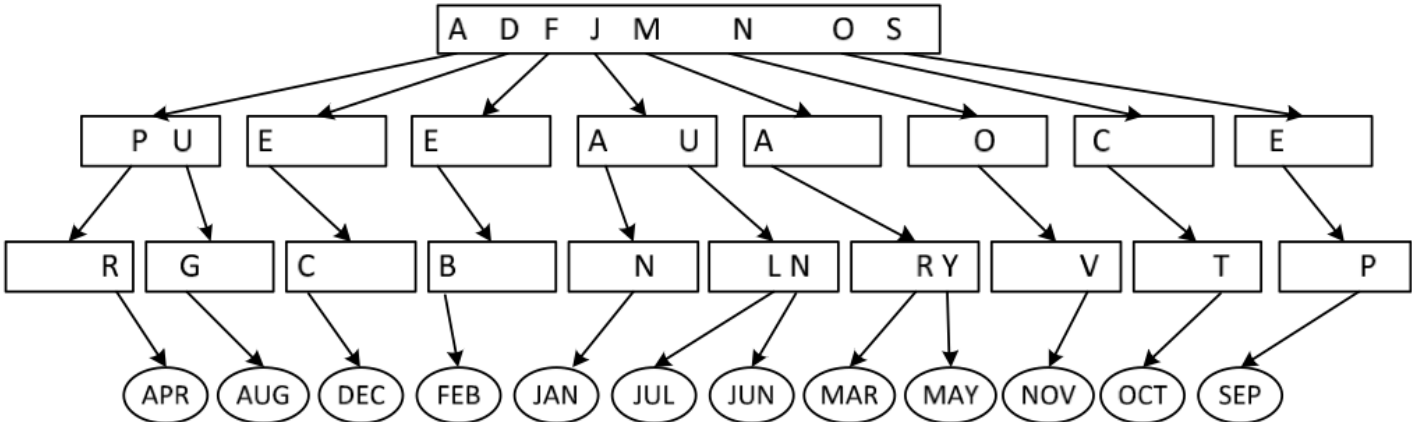 A D F J M N O S
P U E E A U A O C E
R G C B N L N R Y V T P
APR AUG DEC FEB JAN JUL JUN MAR MAY NOV OCT SEP